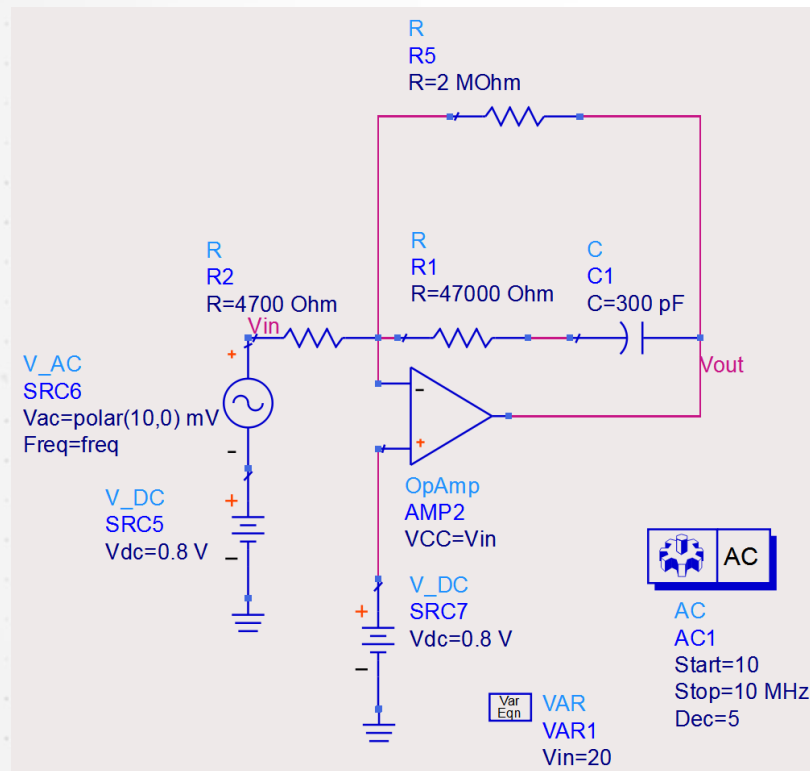 R
R5
R=2 MOhm
R
R2
R=4700 Ohm
R
R1
R=47000 Ohm
C
C1
C=300 pF
Vin
Vout
+
-
V_AC
SRC6
Vac=polar(10,0) mV
Freq=freq
-
+
OpAmp
AMP2
VCC=Vin
+
-
V_DC
SRC5
Vdc=0.8 V
+
-
V_DC
SRC7
Vdc=0.8 V
AC
AC
AC1
Start=10
Stop=10 MHz
Dec=5
Var
Eqn
VAR
VAR1
Vin=20